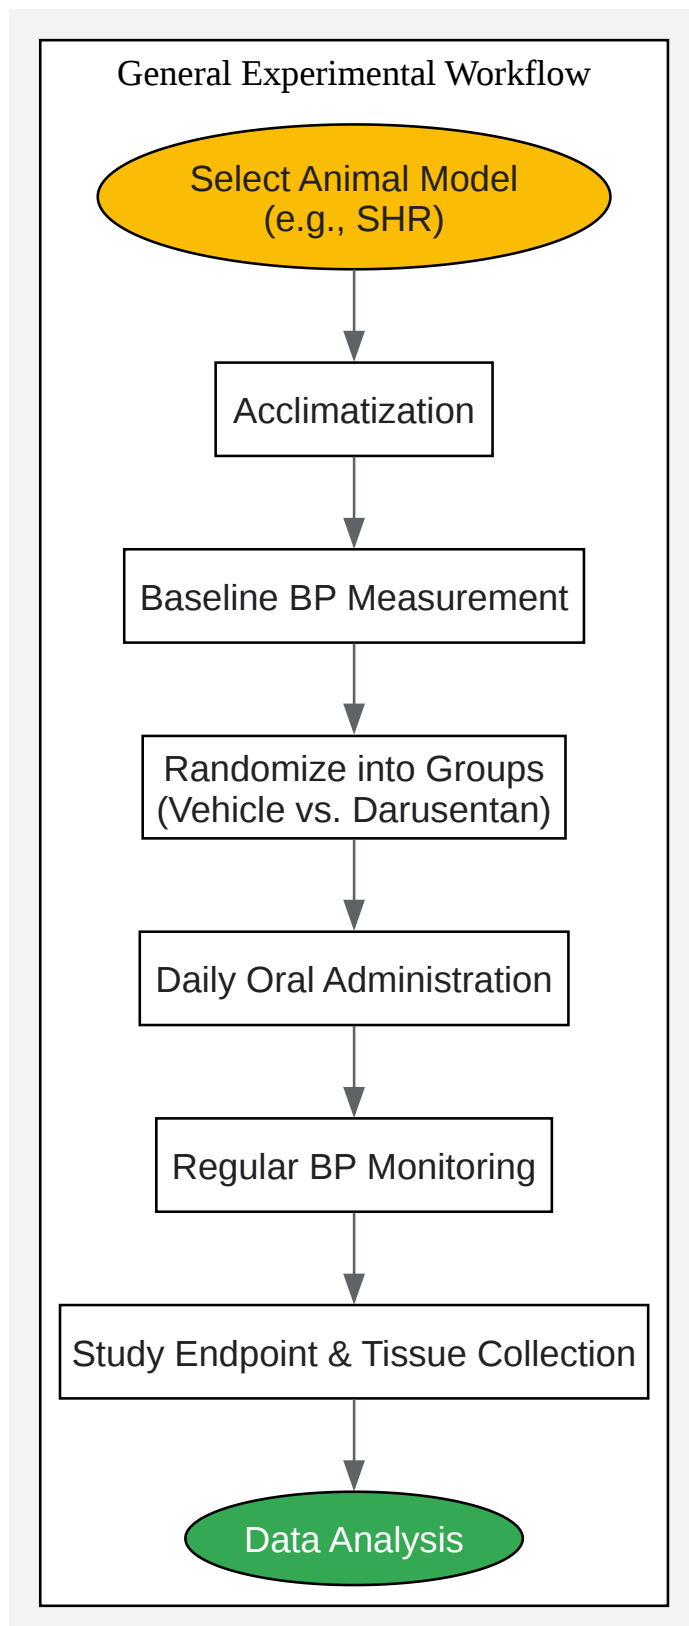 General Experimental Workflow
Select Animal Model
(e.g., SHR)
Acclimatization
Baseline BP Measurement
Randomize into Groups
(Vehicle vs. Darusentan)
Daily Oral Administration
Regular BP Monitoring
Study Endpoint & Tissue Collection
Data Analysis